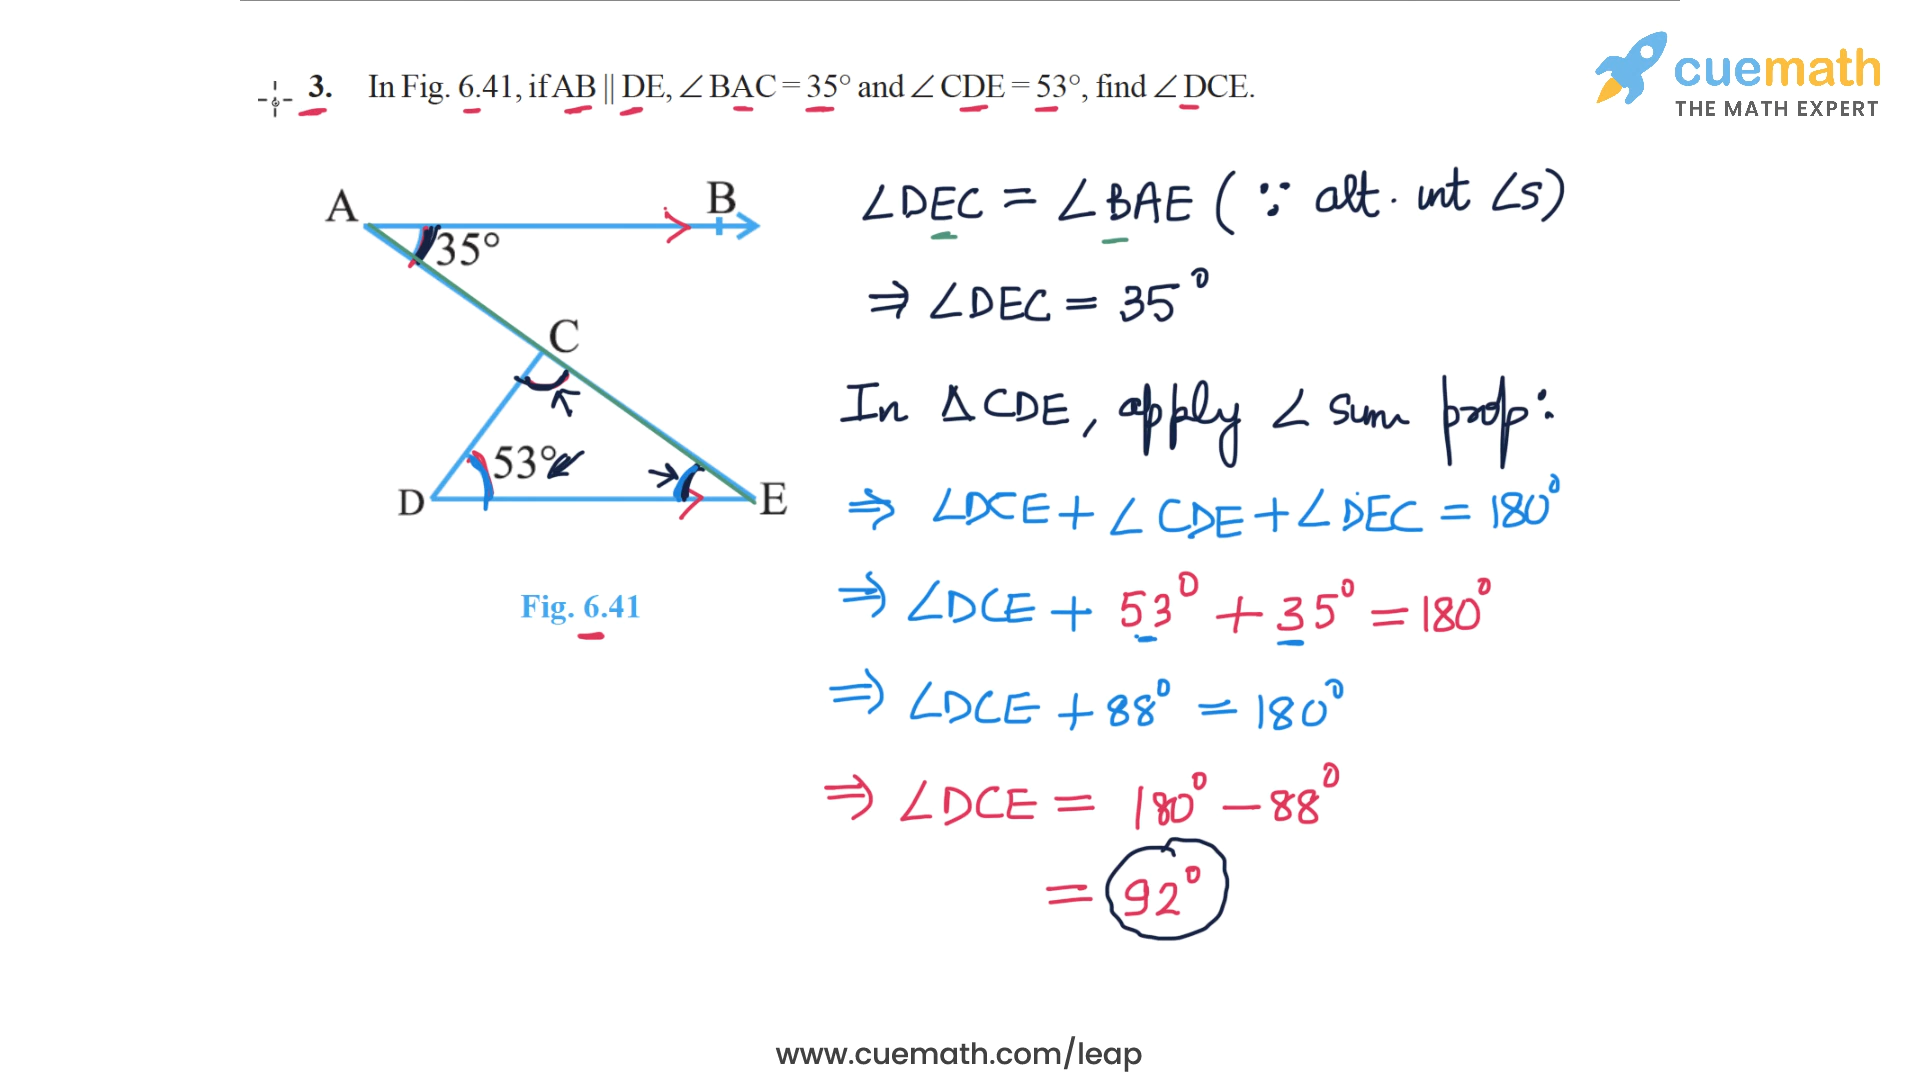 3. In Fig. 6.41, if AB || DE, ∠ BAC = 35° and ∠ CDE = 53°, find ∠ DCE.
cuemath
THE MATH EXPERT
A
B
35°
C
53°
D
E
Fig. 6.41
∠DEC = ∠BAE (∵ alt. int ∠s)
⇒ ∠DEC = 35°
In ΔCDE, apply ∠ sum prop:
⇒ ∠DCE + ∠CDE + ∠DEC = 180°
⇒ ∠DCE + 53° + 35° = 180°
⇒ ∠DCE + 88° = 180°
⇒ ∠DCE = 180° − 88°
= 92°
www.cuemath.com/leap